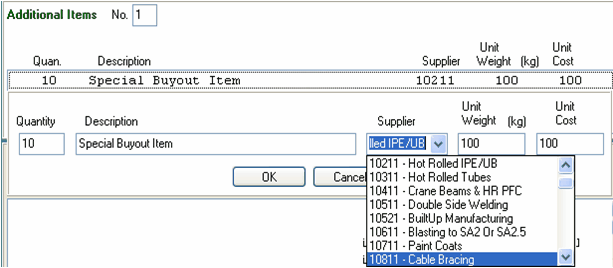 Additional Items No. 1
Quan. Description Supplier Unit Weight (kg) Unit Cost
10 Special Buyout Item 10211 100 100
Quantity Description Supplier Unit Weight (kg) Unit Cost
10 Special Buyout Item lled IPE/UB 100 100
OK Cancel
10211 - Hot Rolled IPE/UB
10311 - Hot Rolled Tubes
10411 - Crane Beams & HR PFC
10511 - Double Side Welding
10521 - BuiltUp Manufacturing
10611 - Blasting to SA2 Or SA2.5
10711 - Paint Coats
10811 - Cable Bracing